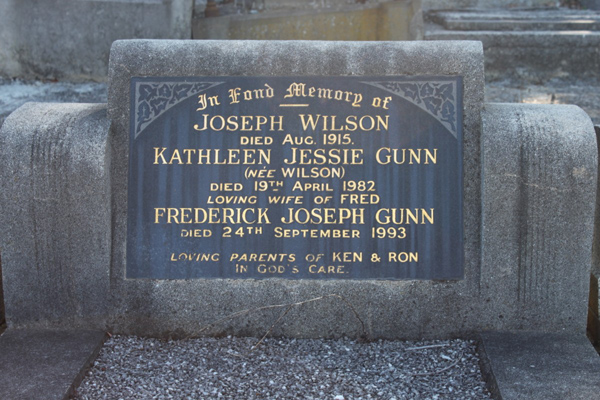 In Fond Memory of
JOSEPH WILSON
DIED AUG. 1915.
KATHLEEN JESSIE GUNN
(NÈE WILSON)
DIED 19TH APRIL 1982
LOVING WIFE OF FRED
FREDERICK JOSEPH GUNN
DIED 24TH SEPTEMBER 1993
LOVING PARENTS OF KEN & RON
IN GOD'S CARE.